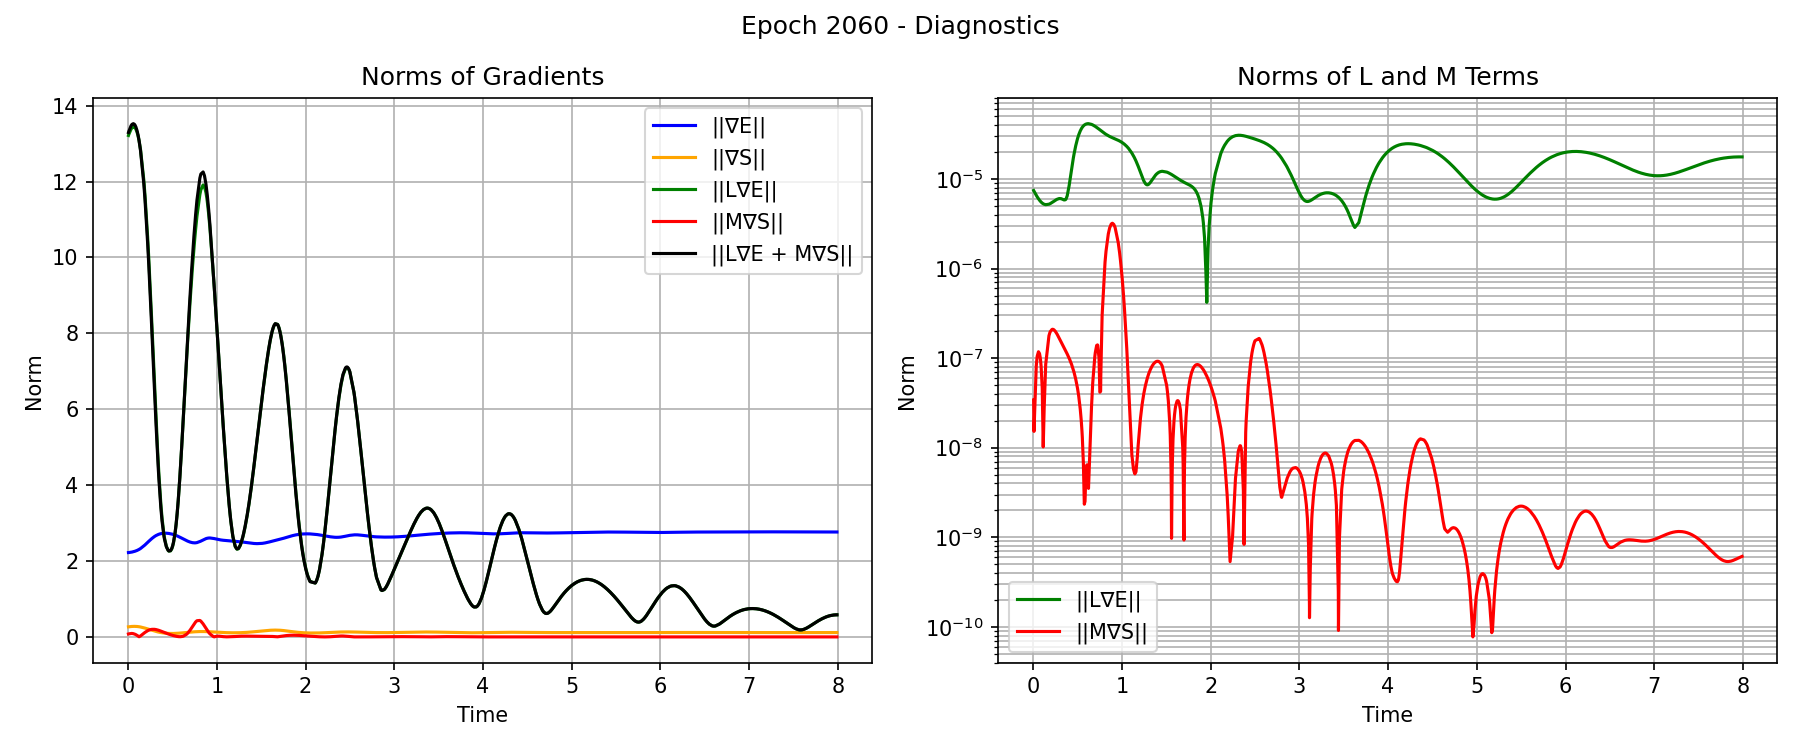 Epoch 2060 - Diagnostics
Norms of Gradients
Norm
14
12
10
8
6
4
2
0
||∇E||
||∇S||
||L∇E||
||M∇S||
||L∇E + M∇S||
0 1 2 3 4 5 6 7 8
Time
Norms of L and M Terms
Norm
10⁻⁵
10⁻⁶
10⁻⁷
10⁻⁸
10⁻⁹
10⁻¹⁰
||L∇E||
||M∇S||
0 1 2 3 4 5 6 7 8
Time